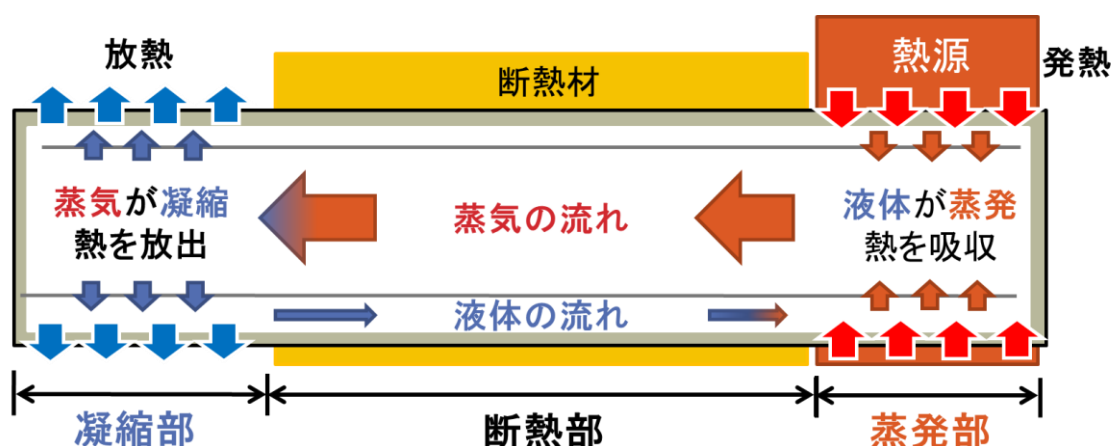 放熱
断熱材
熱源
発熱
蒸気が凝縮
熱を放出
蒸気の流れ
液体が蒸発
熱を吸収
液体の流れ
凝縮部
断熱部
蒸発部